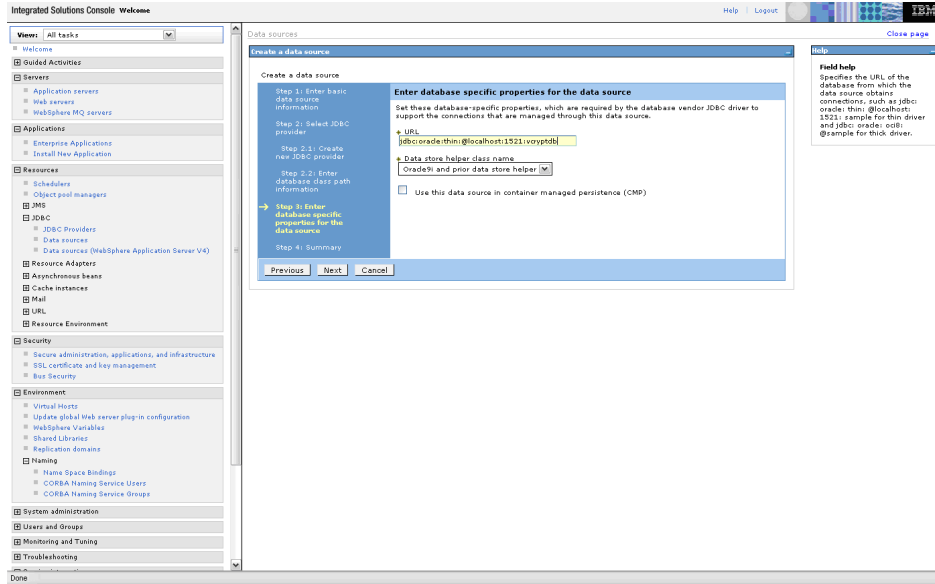 Integrated Solutions Console Welcome
Help | Logout
IBM
View: All tasks
Welcome
Guided Activities
Servers
Application servers
Web servers
WebSphere MQ servers
Applications
Enterprise Applications
Install New Application
Resources
Schedulers
Object pool managers
JMS
JDBC
JDBC Providers
Data sources
Data sources (WebSphere Application Server V4)
Resource Adapters
Asynchronous beans
Cache instances
Mail
URL
Resource Environment
Security
Secure administration, applications, and infrastructure
SSL certificate and key management
Bus Security
Environment
Virtual Hosts
Update global Web server plug-in configuration
WebSphere Variables
Shared Libraries
Replication domains
Naming
Name Space Bindings
CORBA Naming Service Users
CORBA Naming Service Groups
System administration
Users and Groups
Monitoring and Tuning
Troubleshooting
Data sources
Close page
Create a data source
Create a data source
Step 1: Enter basic
data source
information
Step 2: Select JDBC
provider
Step 2.1: Create
new JDBC provider
Step 2.2: Enter
database class path
information
Step 3: Enter
database specific
properties for the
data source
Step 4: Summary
Enter database specific properties for the data source
Set these database-specific properties, which are required by the database vendor JDBC driver to
support the connections that are managed through this data source.
URL
jdbc:oracle:thin:@localhost:1521:vcryptdb
Data store helper class name
Oracle9i and prior data store helper
Use this data source in container managed persistence (CMP)
Previous Next Cancel
Help
Field help
Specifies the URL of the
database from which the
data source obtains
connections, such as jdbc:
oracle: thin: @localhost:
1521: sample for thin driver
and jdbc: oracle: oci8:
@sample for thick driver.
Done